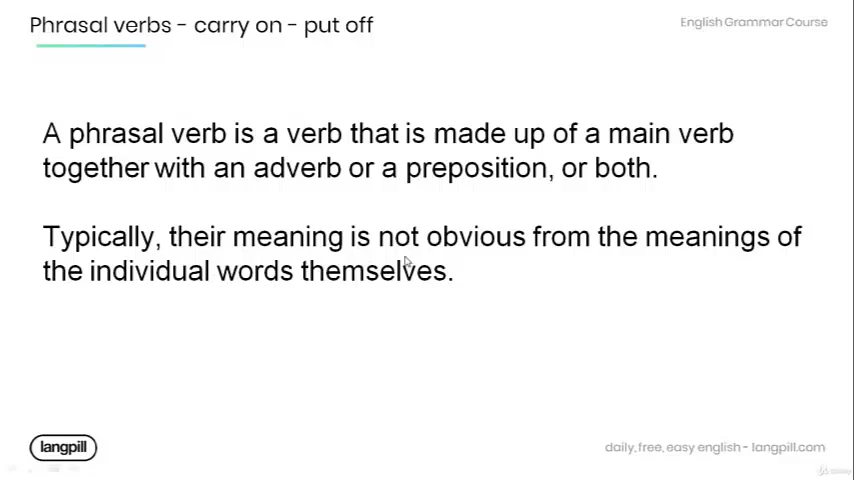 Phrasal verbs - carry on - put off
English Grammar Course
A phrasal verb is a verb that is made up of a main verb
together with an adverb or a preposition, or both.
Typically, their meaning is not obvious from the meanings of
the individual words themselves.
langpill
daily, free, easy english - langpill.com
Udemy